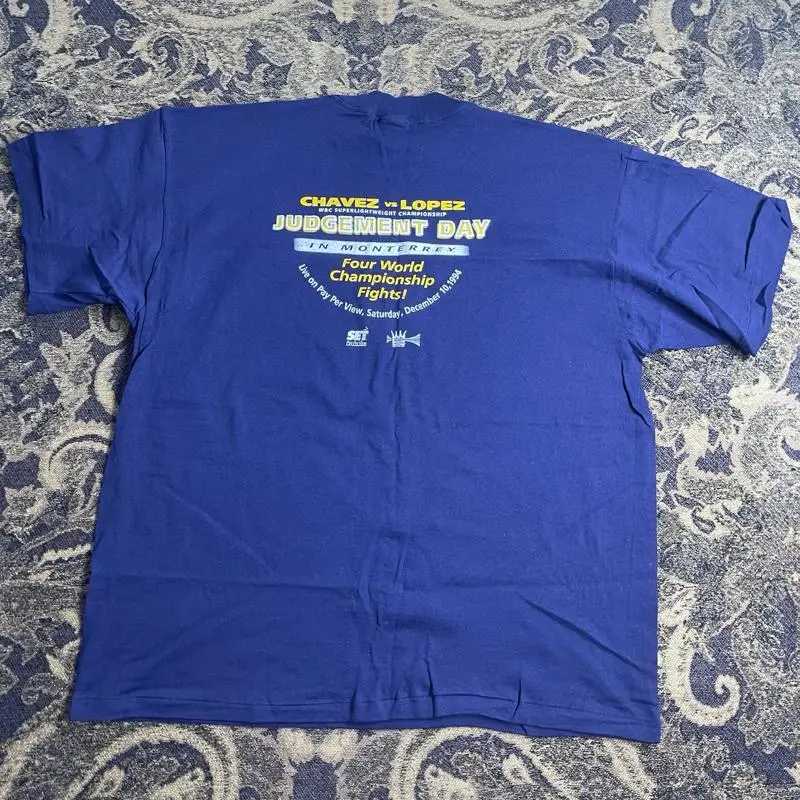 CHAVEZ vs LOPEZ
WBC SUPERLIGHTWEIGHT CHAMPIONSHIP
JUDGEMENT DAY
IN MONTERREY
Four World
Championship
Fights!
Live on Pay Per View, Saturday, December 10, 1994
SET